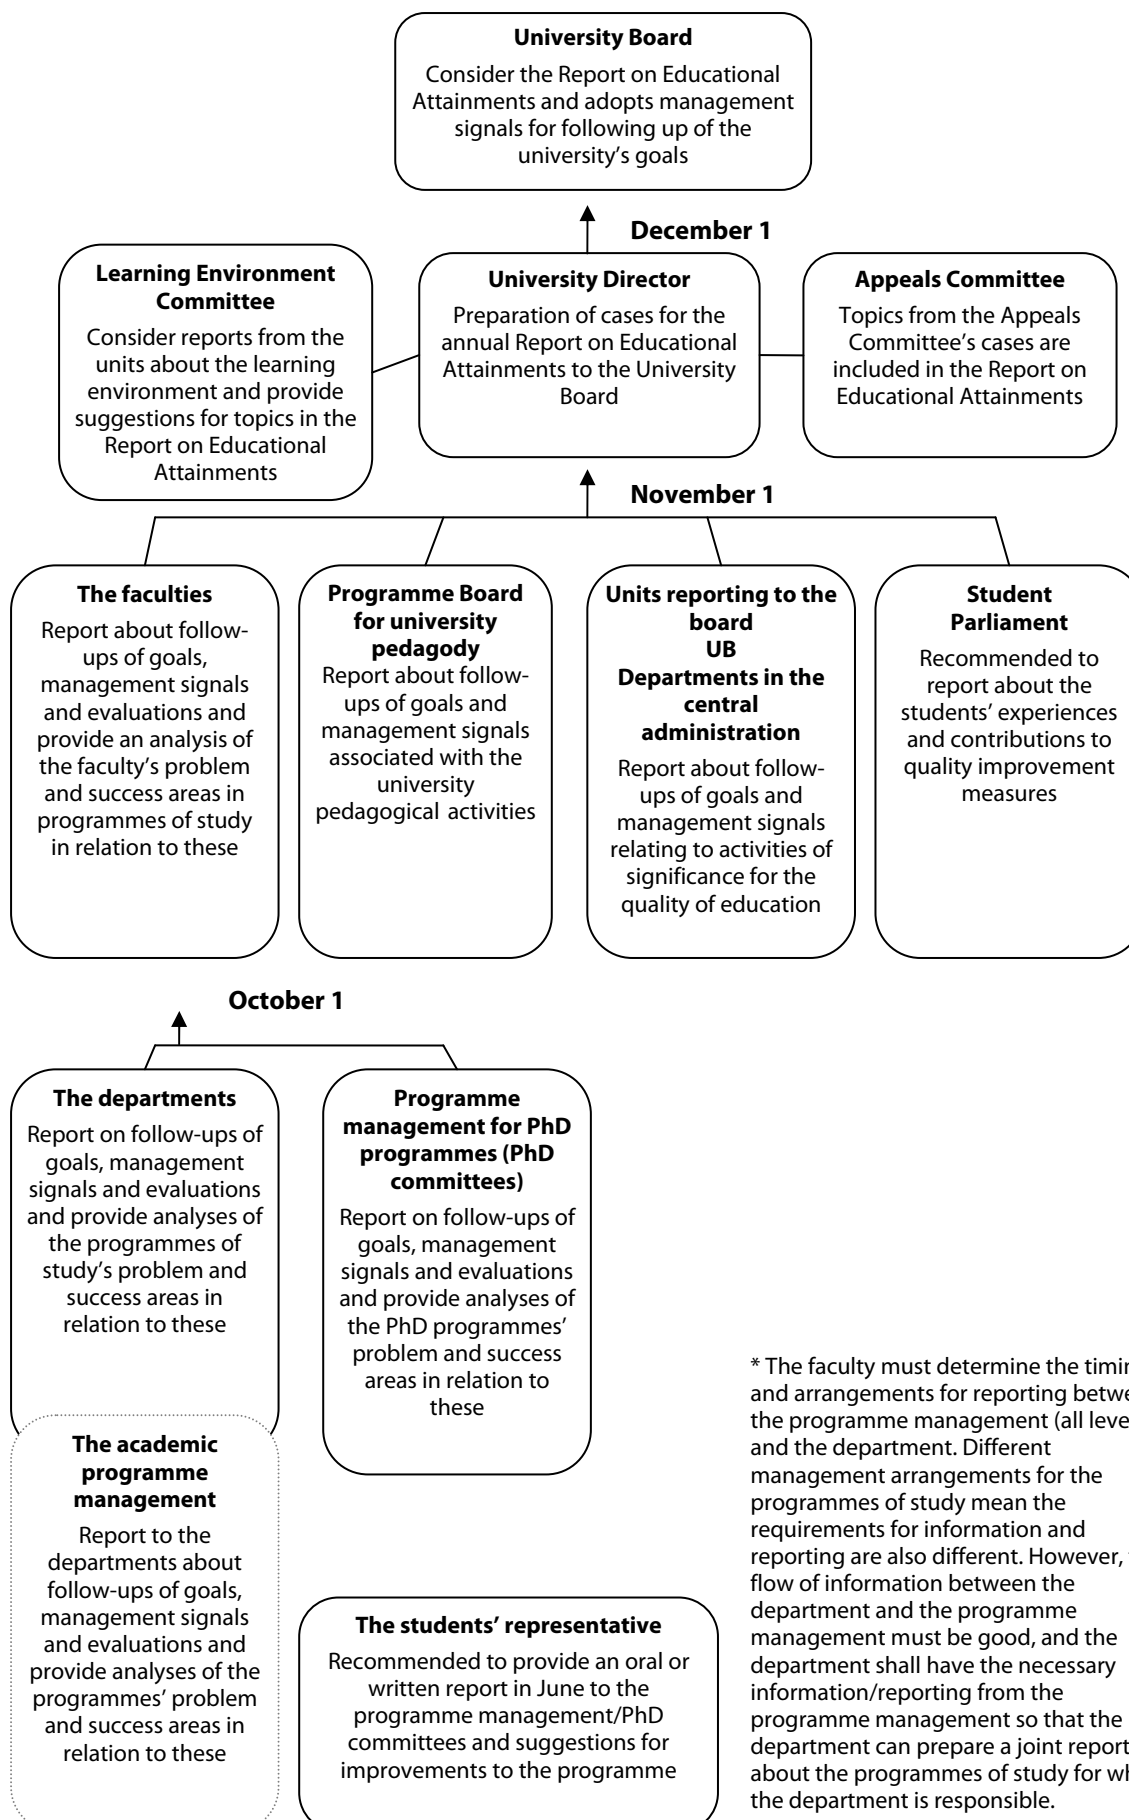 University Board
Consider the Report on Educational
Attainments and adopts management
signals for following up of the
university's goals
December 1
Learning Environment
Committee
Consider reports from the
units about the learning
environment and provide
suggestions for topics in the
Report on Educational
Attainments
University Director
Preparation of cases for the
annual Report on Educational
Attainments to the University
Board
Appeals Committee
Topics from the Appeals
Committee's cases are
included in the Report on
Educational Attainments
November 1
The faculties
Report about follow-
ups of goals,
management signals
and evaluations and
provide an analysis of
the faculty's problem
and success areas in
programmes of study
in relation to these
Programme Board
for university
pedagody
Report about follow-
ups of goals and
management signals
associated with the
university
pedagogical activities
Units reporting to the
board
UB
Departments in the
central
administration
Report about follow-
ups of goals and
management signals
relating to activities of
significance for the
quality of education
Student
Parliament
Recommended to
report about the
students' experiences
and contributions to
quality improvement
measures
October 1
The departments
Report on follow-ups of
goals, management
signals and evaluations
and provide analyses of
the programmes of
study's problem and
success areas in
relation to these
Programme
management for PhD
programmes (PhD
committees)
Report on follow-ups of
goals, management
signals and evaluations
and provide analyses of
the PhD programmes'
problem and success
areas in relation to
these
The academic
programme
management
Report to the
departments about
follow-ups of goals,
management signals
and evaluations and
provide analyses of the
programmes' problem
and success areas in
relation to these
The students' representative
Recommended to provide an oral or
written report in June to the
programme management/PhD
committees and suggestions for
improvements to the programme
* The faculty must determine the
and arrangements for reporting
the programme management (all
and the department. Different
management arrangements for the
programmes of study mean the
requirements for information and
reporting are also different. However,
flow of information between the
department and the programme
management must be good, and the
department shall have the necessary
information/reporting from the
programme management so that the
department can prepare a joint report
about the programmes of study for
the department is responsible.